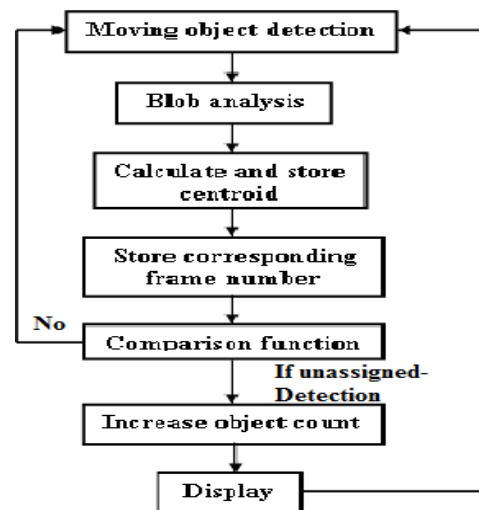 Moving object detection
Blob analysis
Calculate and store
centroid
Store corresponding
frame number
No
Comparison function
If unassigned-
Detection
Increase object count
Display